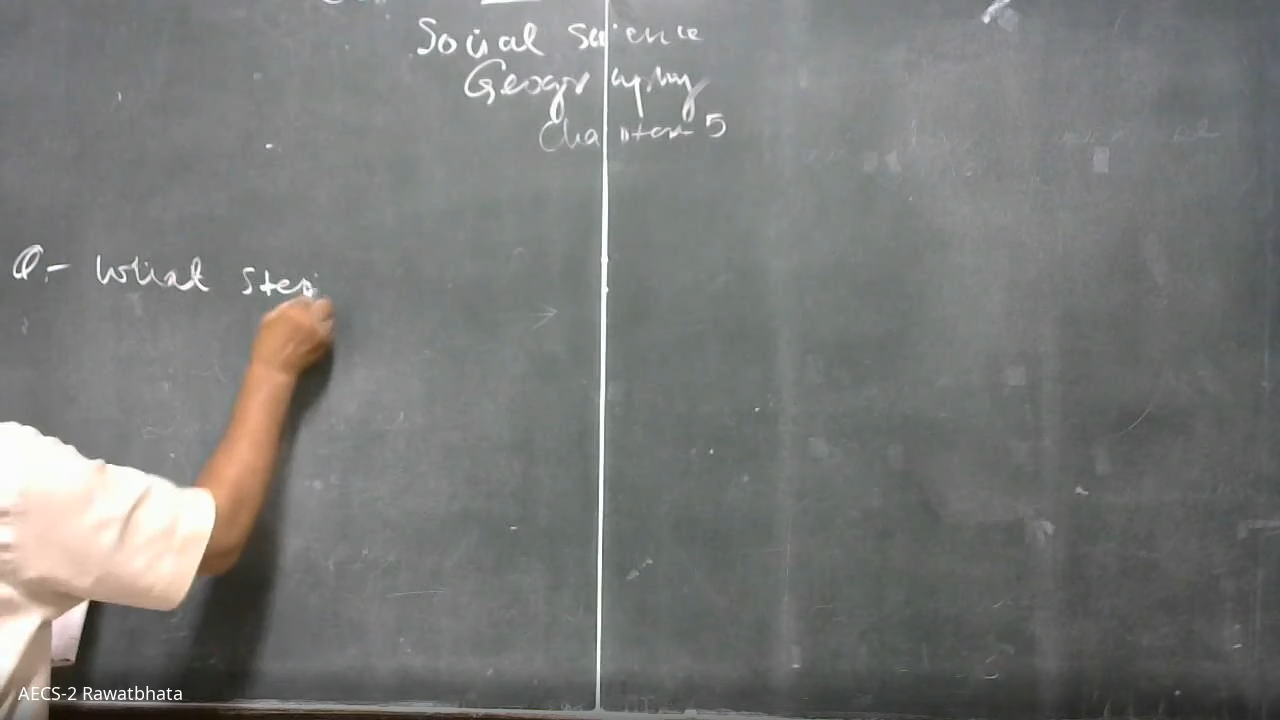 Social Science
Geography
Chapter 5
Q.- What Step
AECS-2 Rawatbhata